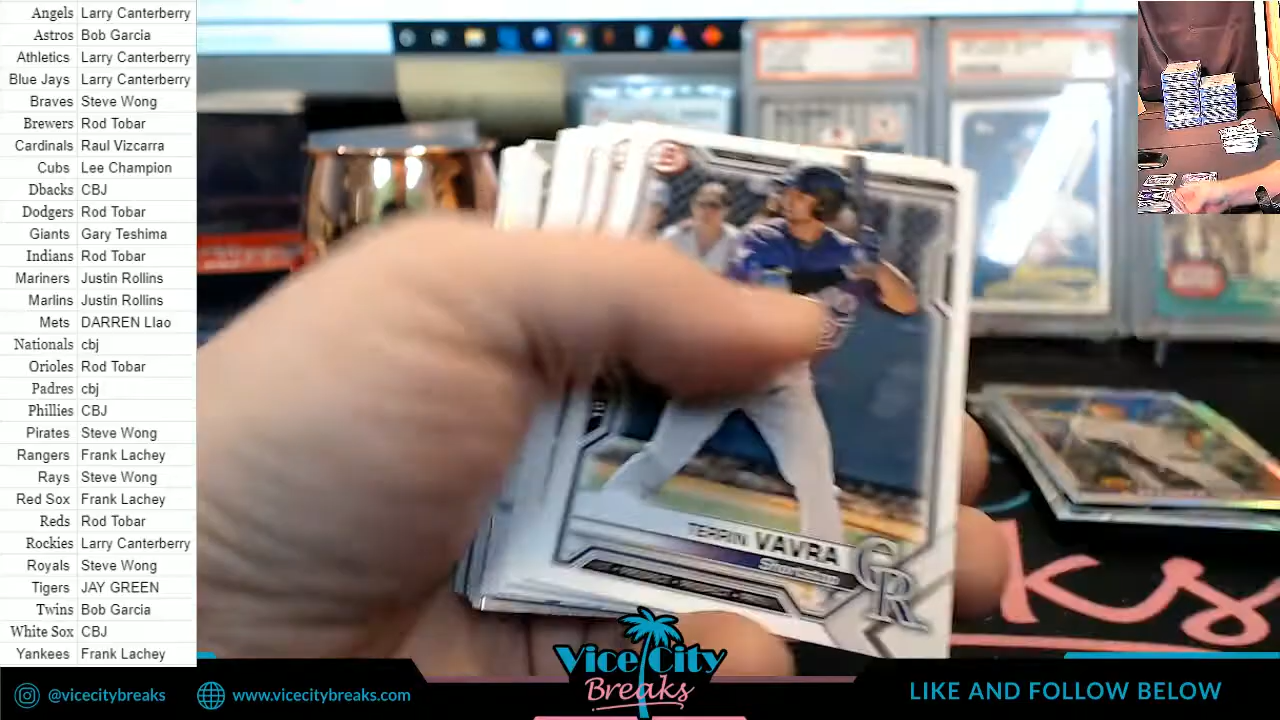 Angels Larry Canterberry
Astros Bob Garcia
Athletics Larry Canterberry
Blue Jays Larry Canterberry
Braves Steve Wong
Brewers Rod Tobar
Cardinals Raul Vizcarra
Cubs Lee Champion
Dbacks CBJ
Dodgers Rod Tobar
Giants Gary Teshima
Indians Rod Tobar
Mariners Justin Rollins
Marlins Justin Rollins
Mets DARREN LIao
Nationals cbj
Orioles Rod Tobar
Padres cbj
Phillies CBJ
Pirates Steve Wong
Rangers Frank Lachey
Rays Steve Wong
Red Sox Frank Lachey
Reds Rod Tobar
Rockies Larry Canterberry
Royals Steve Wong
Tigers JAY GREEN
Twins Bob Garcia
White Sox CBJ
Yankees Frank Lachey
TERRIN VAVRA
CR
Vice City
Breaks
@vicecitybreaks
www.vicecitybreaks.com
LIKE AND FOLLOW BELOW